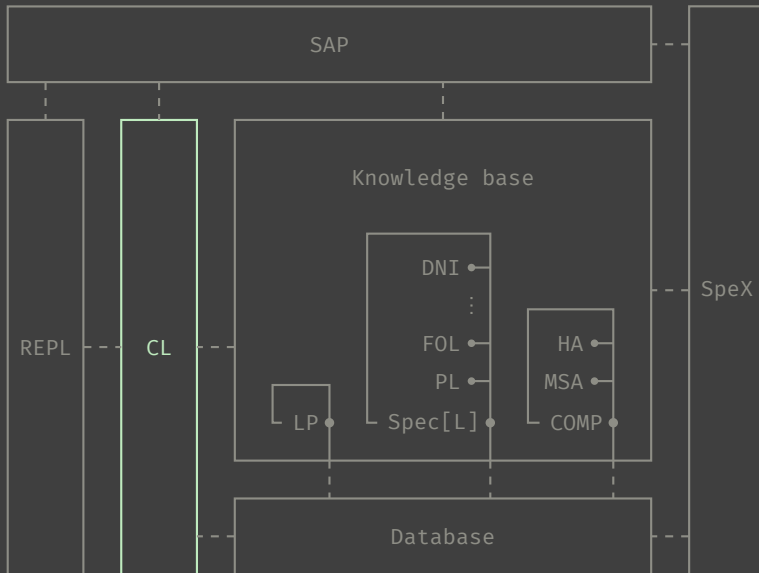 SAP
Knowledge base
DNI
⋮
SpeX
REPL
CL
FOL
HA
PL
MSA
LP
Spec[L]
COMP
Database